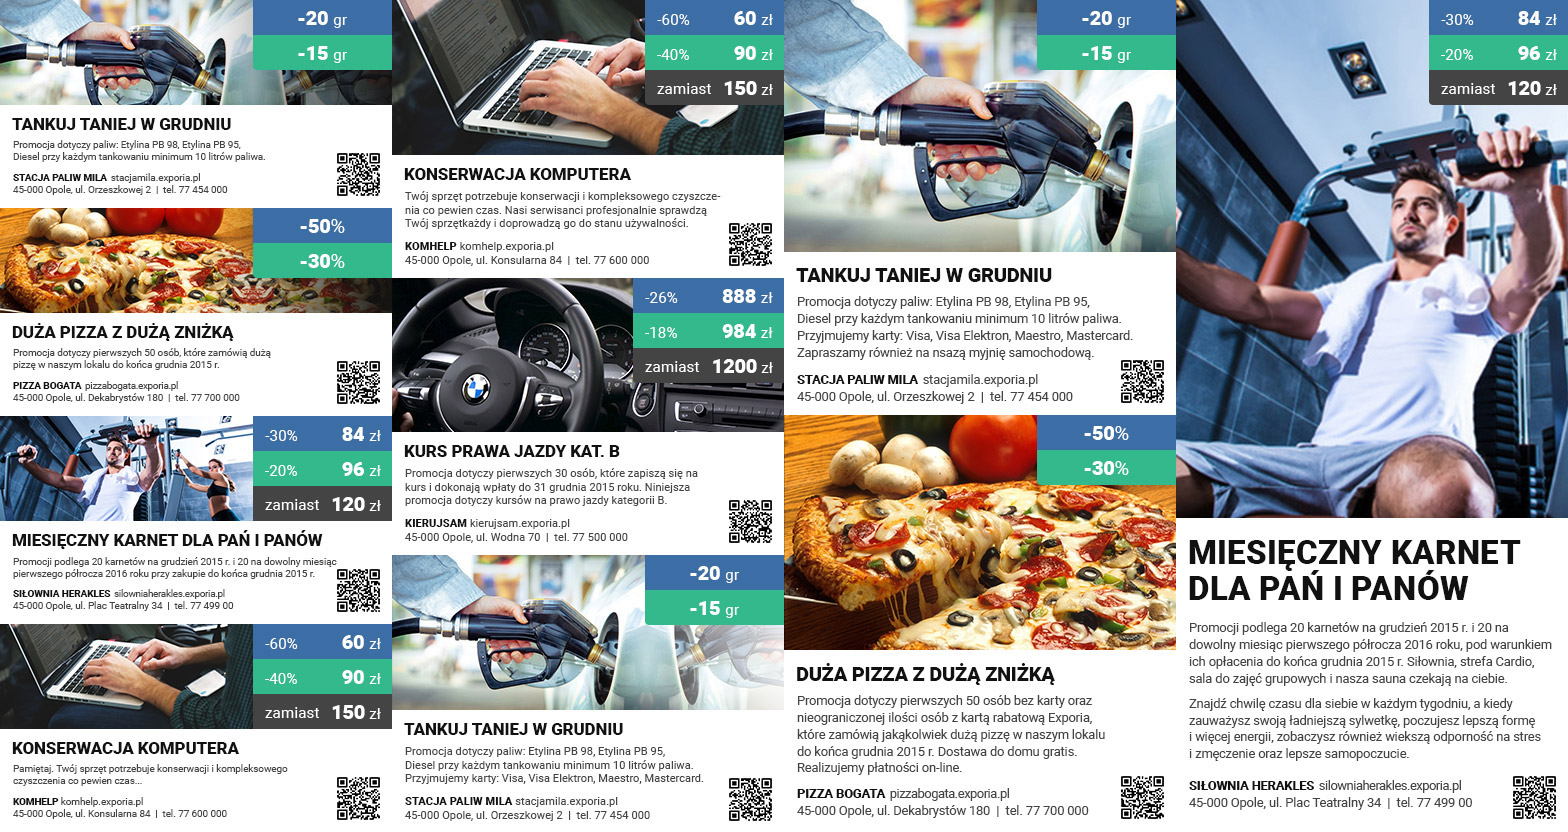 -20 gr
-15 gr
TANKUJ TANIEJ W GRUDNIU
Promocja dotyczy paliw: Etylina PB 98, Etylina PB 95,
Diesel przy każdym tankowaniu minimum 10 litrów paliwa.
STACJA PALIW MILA stacjamila.exporia.pl
45-000 Opole, ul. Orzeszkowej 2 | tel. 77 454 000
-50%
-30%
DUŻA PIZZA Z DUŻĄ ZNIŻKĄ
Promocja dotyczy pierwszych 50 osób, które zamówią dużą
pizzę w naszym lokalu do końca grudnia 2015 r.
PIZZA BOGATA pizzabogata.exporia.pl
45-000 Opole, ul. Dekabrystów 180 | tel. 77 700 000
-30% 84 zł
-20% 96 zł
zamiast 120 zł
MIESIĘCZNY KARNET DLA PAŃ I PANÓW
Promocji podlega 20 karnetów na grudzień 2015 r. i 20 na dowolny miesiąc
pierwszego półrocza 2016 roku przy zakupie do końca grudnia 2015 r.
SIŁOWNIA HERAKLES silowniaherakles.exporia.pl
45-000 Opole, ul. Plac Teatralny 34 | tel. 77 499 00
-60% 60 zł
-40% 90 zł
zamiast 150 zł
KONSERWACJA KOMPUTERA
Pamiętaj. Twój sprzęt potrzebuje konserwacji i kompleksowego
czyszczenia co pewien czas...
KOMHELP komhelp.exporia.pl
45-000 Opole, ul. Konsularna 84 | tel. 77 600 000
-60% 60 zł
-40% 90 zł
zamiast 150 zł
KONSERWACJA KOMPUTERA
Twój sprzęt potrzebuje konserwacji i kompleksowego czyszcze-
nia co pewien czas. Nasi serwisanci profesjonalnie sprawdzą
Twój sprzętkażdy i doprowadzą go do stanu używalności.
KOMHELP komhelp.exporia.pl
45-000 Opole, ul. Konsularna 84 | tel. 77 600 000
-26% 888 zł
-18% 984 zł
zamiast 1200 zł
KURS PRAWA JAZDY KAT. B
Promocja dotyczy pierwszych 30 osób, które zapiszą się na
kurs i dokonają wpłaty do 31 grudnia 2015 roku. Niniejsza
promocja dotyczy kursów na prawo jazdy kategorii B.
KIERUJSAM kierujsam.exporia.pl
45-000 Opole, ul. Wodna 70 | tel. 77 500 000
-20 gr
-15 gr
TANKUJ TANIEJ W GRUDNIU
Promocja dotyczy paliw: Etylina PB 98, Etylina PB 95,
Diesel przy każdym tankowaniu minimum 10 litrów paliwa.
Przyjmujemy karty: Visa, Visa Elektron, Maestro, Mastercard.
STACJA PALIW MILA stacjamila.exporia.pl
45-000 Opole, ul. Orzeszkowej 2 | tel. 77 454 000
-20 gr
-15 gr
TANKUJ TANIEJ W GRUDNIU
Promocja dotyczy paliw: Etylina PB 98, Etylina PB 95,
Diesel przy każdym tankowaniu minimum 10 litrów paliwa.
Przyjmujemy karty: Visa, Visa Elektron, Maestro, Mastercard.
Zapraszamy również na nsazą myjnię samochodową.
STACJA PALIW MILA stacjamila.exporia.pl
45-000 Opole, ul. Orzeszkowej 2 | tel. 77 454 000
-50%
-30%
DUŻA PIZZA Z DUŻĄ ZNIŻKĄ
Promocja dotyczy pierwszych 50 osób bez karty oraz
nieograniczonej ilości osób z kartą rabatową Exporia,
które zamówią jakąkolwiek dużą pizzę w naszym lokalu
do końca grudnia 2015 r. Dostawa do domu gratis.
Realizujemy płatności on-line.
PIZZA BOGATA pizzabogata.exporia.pl
45-000 Opole, ul. Dekabrystów 180 | tel. 77 700 000
-30% 84 zł
-20% 96 zł
zamiast 120 zł
MIESIĘCZNY KARNET
DLA PAŃ I PANÓW
Promocji podlega 20 karnetów na grudzień 2015 r. i 20 na
dowolny miesiąc pierwszego półrocza 2016 roku, pod warunkiem
ich opłacenia do końca grudnia 2015 r. Siłownia, strefa Cardio,
sala do zajęć grupowych i nasza sauna czekają na ciebie.
Znajdź chwilę czasu dla siebie w każdym tygodniu, a kiedy
zauważysz swoją ładniejszą sylwetkę, poczujesz lepszą formę
i więcej energii, zobaczysz również wiekszą odporność na stres
i zmęczenie oraz lepsze samopoczucie.
SIŁOWNIA HERAKLES silowniaherakles.exporia.pl
45-000 Opole, ul. Plac Teatralny 34 | tel. 77 499 00